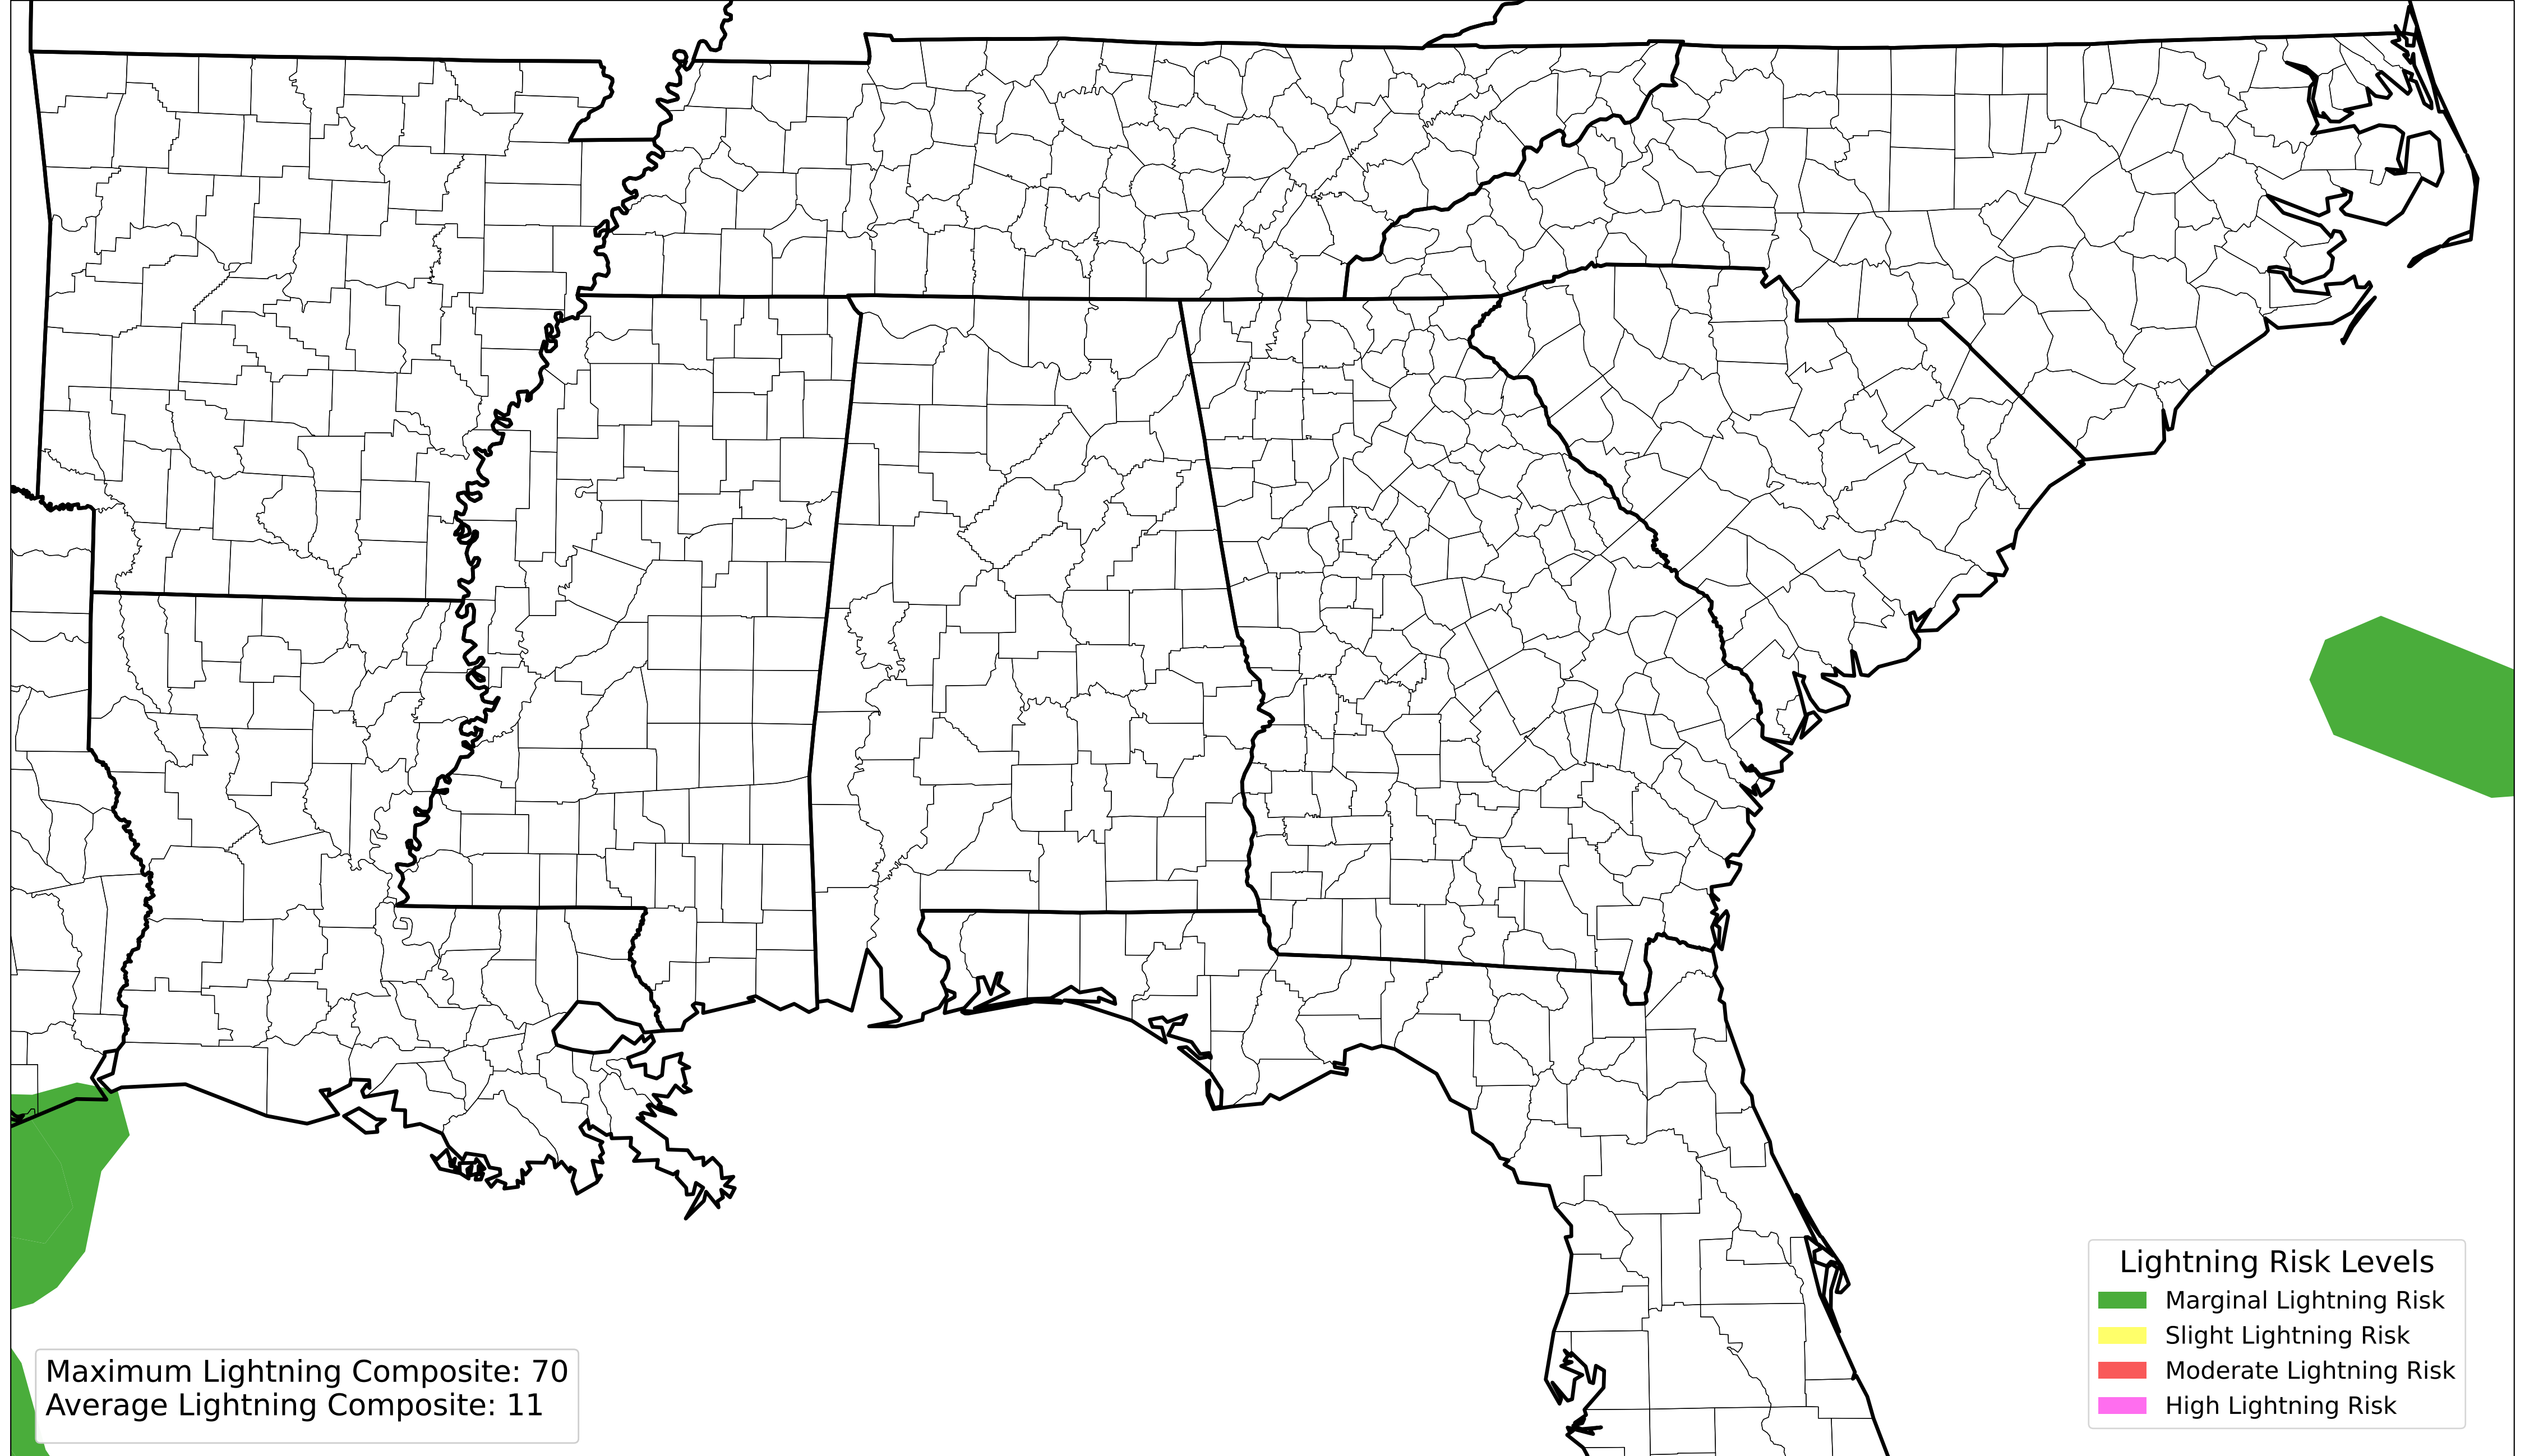 Maximum Lightning Composite: 70
Average Lightning Composite: 11
Lightning Risk Levels
Marginal Lightning Risk
Slight Lightning Risk
Moderate Lightning Risk
High Lightning Risk